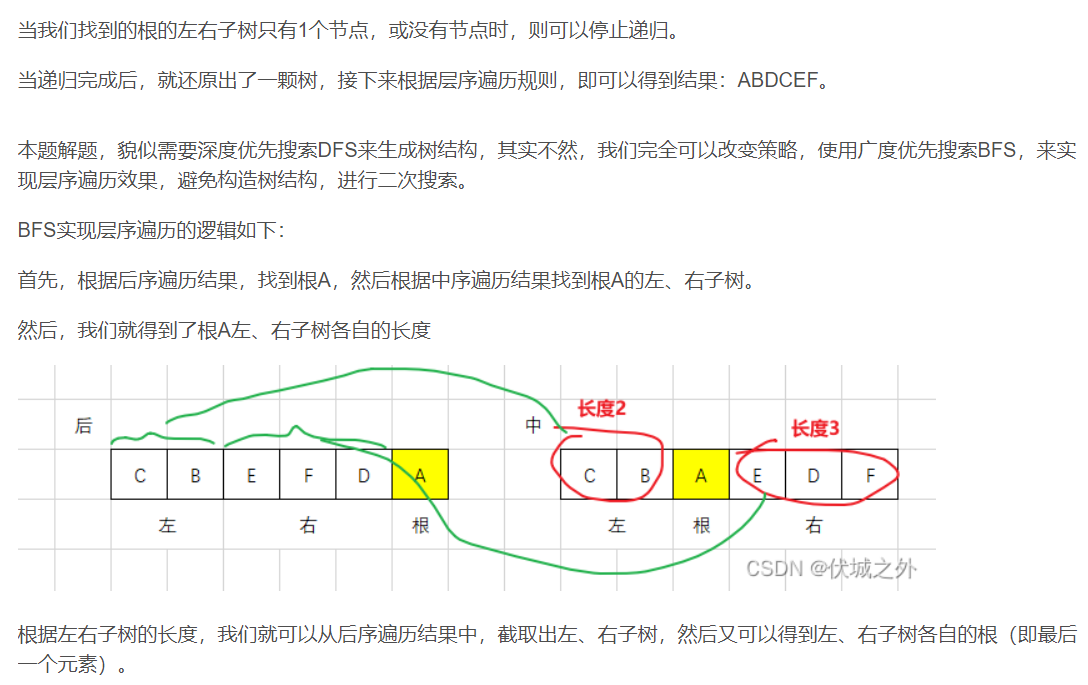 当我们找到的根的左右子树只有1个节点，或没有节点时，则可以停止递归。
当递归完成后，就还原出了一颗树，接下来根据层序遍历规则，即可以得到结果：ABDCEF。
本题解题，貌似需要深度优先搜索DFS来生成树结构，其实不然，我们完全可以改变策略，使用广度优先搜索BFS，来实
现层序遍历效果，避免构造树结构，进行二次搜索。
BFS实现层序遍历的逻辑如下：
首先，根据后序遍历结果，找到根A，然后根据中序遍历结果找到根A的左、右子树。
然后，我们就得到了根A左、右子树各自的长度
长度2
后 中 长度3
C B E F D A C B A E D F
左 右 根 左 根 右
CSDN @伏城之外
根据左右子树的长度，我们就可以从后序遍历结果中，截取出左、右子树，然后又可以得到左、右子树各自的根（即最后
一个元素）。